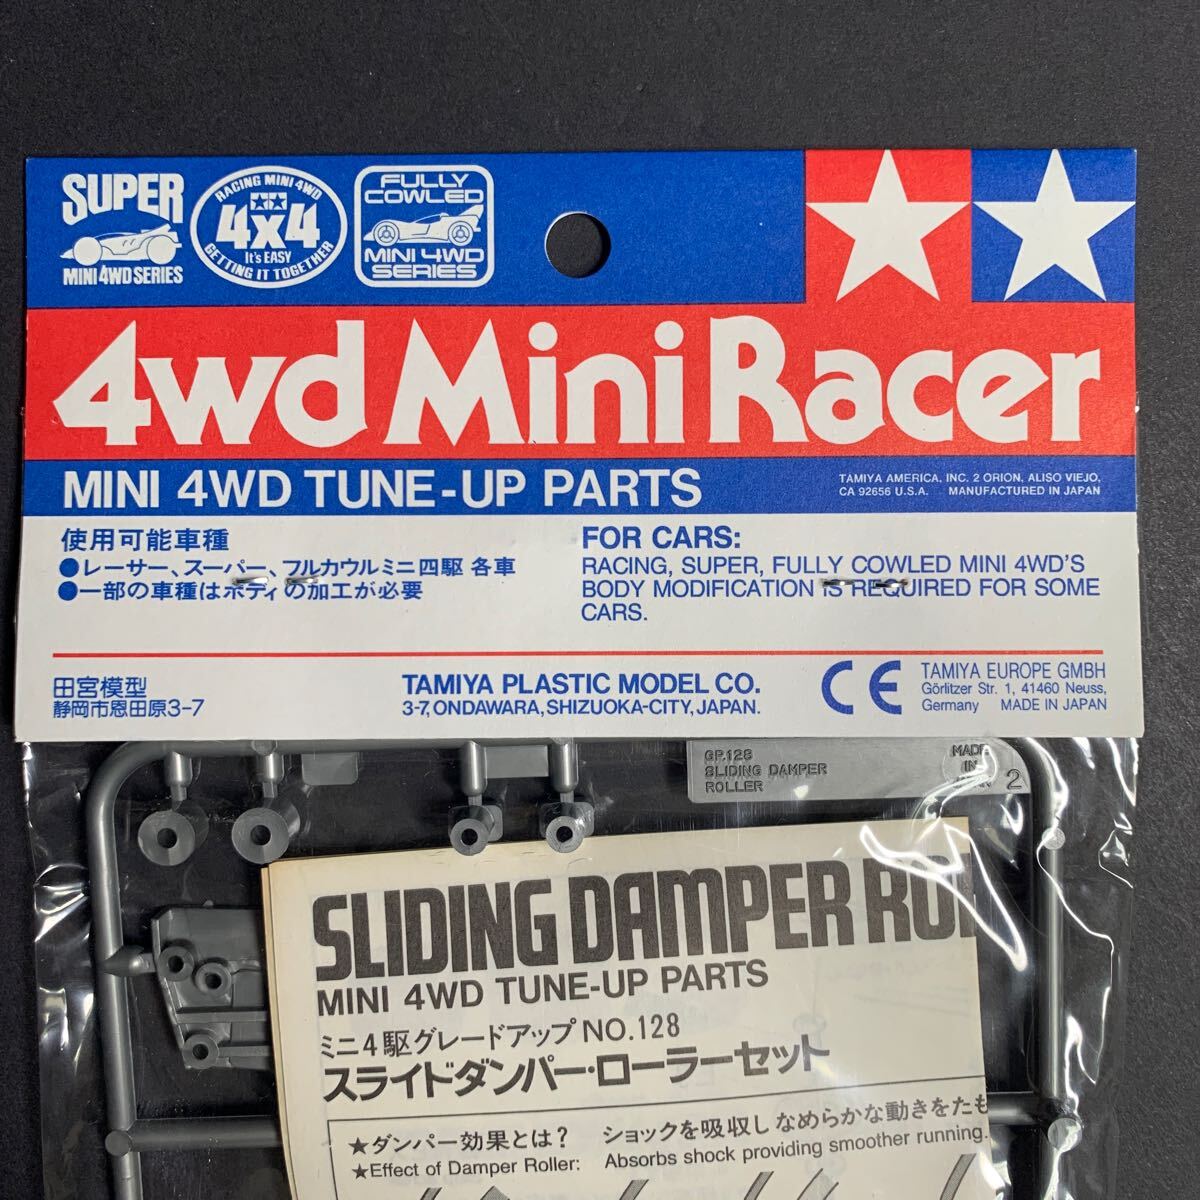 SUPER
MINI 4WD SERIES
RACING MINI 4WD
4x4
It's EASY
GETTING IT TOGETHER
FULLY
COWLED
MINI 4WD
SERIES
4wd Mini Racer
MINI 4WD TUNE-UP PARTS
TAMIYA AMERICA, INC. 2 ORION, ALISO VIEJO,
CA 92656 U.S.A. MANUFACTURED IN JAPAN
使用可能車種
●レーサー、スーパー、フルカウルミニ四駆 各車
●一部の車種はボディの加工が必要
FOR CARS:
RACING, SUPER, FULLY COWLED MINI 4WD'S
BODY MODIFICATION IS REQUIRED FOR SOME
CARS.
田宮模型
静岡市恩田原3-7
TAMIYA PLASTIC MODEL CO.
3-7, ONDAWARA, SHIZUOKA-CITY, JAPAN.
CE
TAMIYA EUROPE GMBH
Görlitzer Str. 1, 41460 Neuss,
Germany MADE IN JAPAN
GP.128
SLIDING DAMPER
ROLLER
MADE
IN
JAPAN 2
SLIDING DAMPER RO
MINI 4WD TUNE-UP PARTS
ミニ4駆グレードアップNO.128
スライドダンパー・ローラーセット
★ダンパー効果とは? ショックを吸収しなめらかな動きをたも
★Effect of Damper Roller: Absorbs shock providing smoother running.